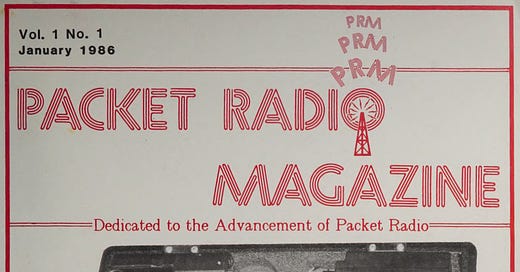 Vol. 1 No. 1
January 1986
PRM
PRM
PRM
PACKET RADIO
MAGAZINE
Dedicated to the Advancement of Packet Radio